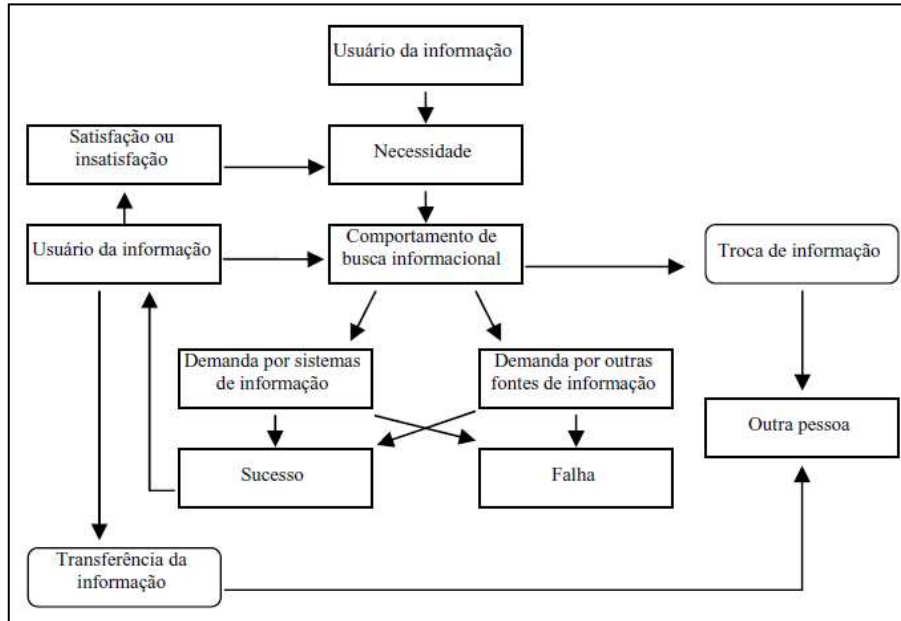 Usuário da informação
Satisfação ou
insatisfação
Necessidade
Usuário da informação
Comportamento de
busca informacional
Troca de informação
Demanda por sistemas
de informação
Demanda por outras
fontes de informação
Outra pessoa
Sucesso
Falha
Transferência da
informação